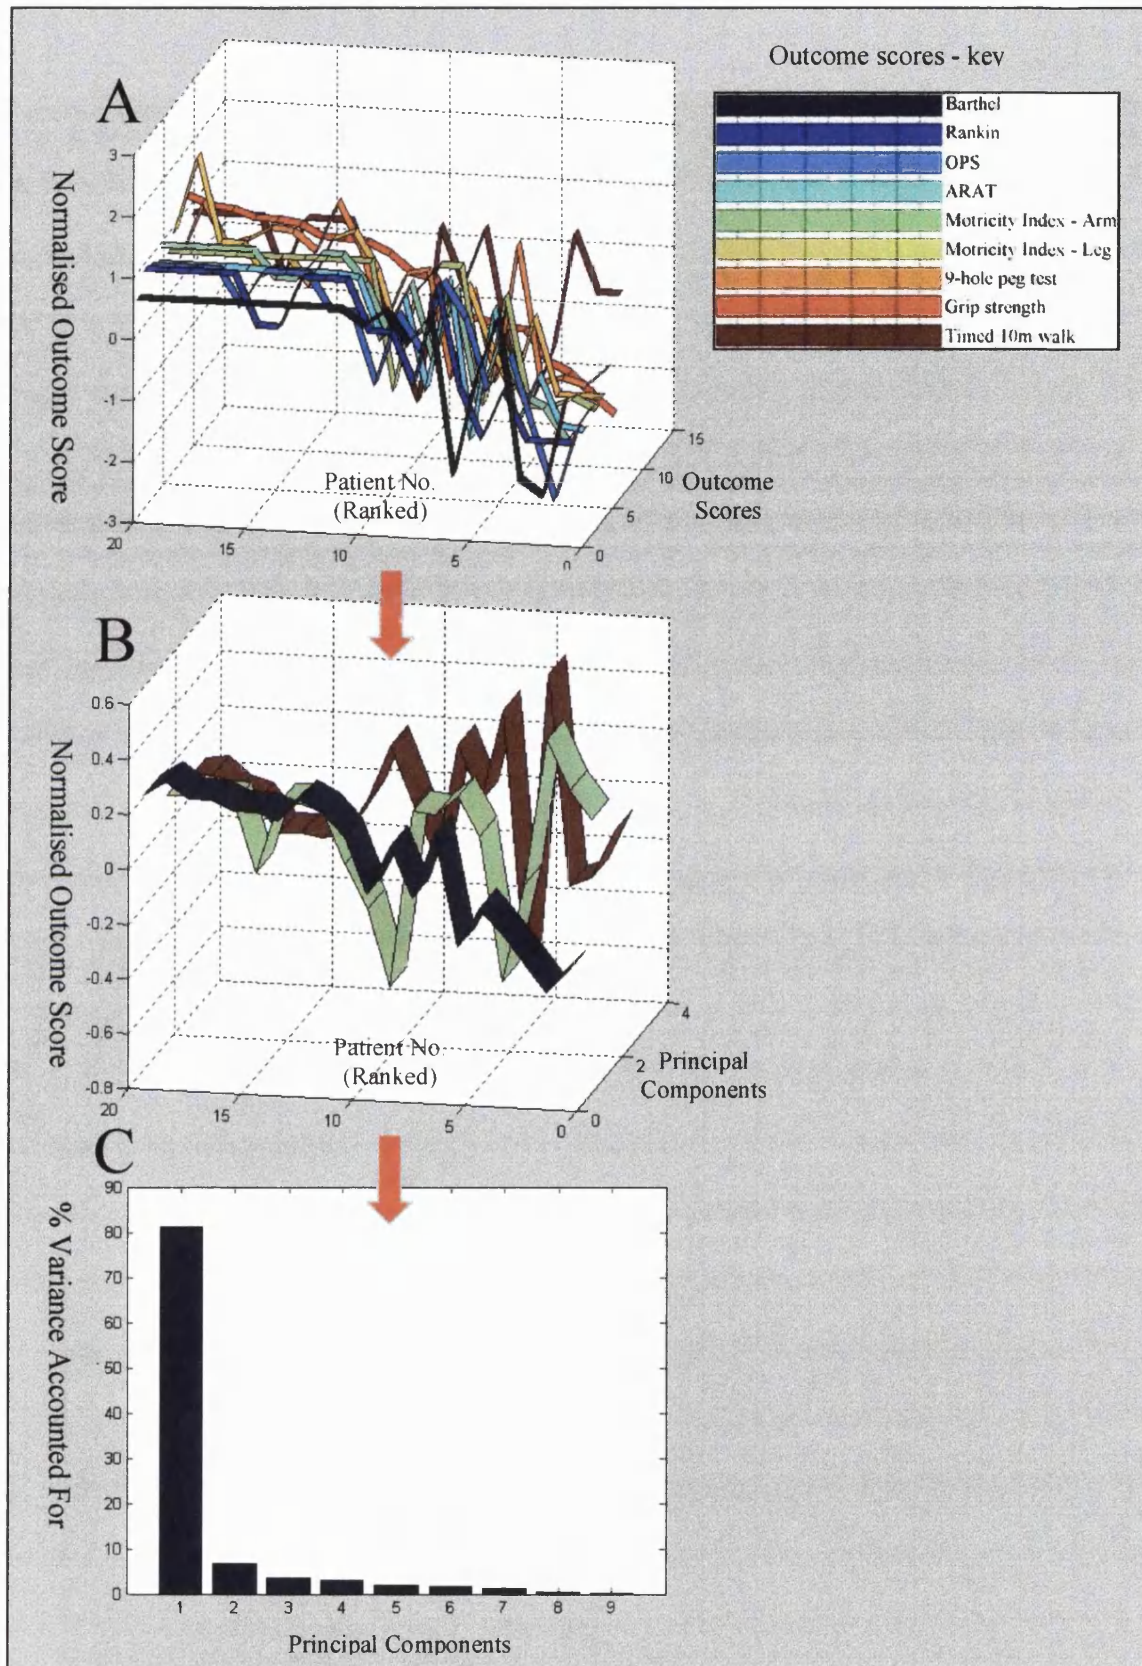 A
Outcome scores - kev
Barthel
Rankin
OPS
ARAT
Motricity Index - Arm
Motricity Index - Leg
9-hole peg test
Grip strength
Timed 10m walk
Normalised Outcome Score
3
2
1
0
-1
-2
-3
20
15
10
5
0
Patient No.
(Ranked)
0
5
10
15
Outcome
Scores
B
Normalised Outcome Score
0.6
0.4
0.2
0
-0.2
-0.4
-0.6
-0.8
20
15
10
5
0
Patient No
(Ranked)
0
2
4
Principal
Components
C
% Variance Accounted For
90
80
70
60
50
40
30
20
10
0
1 2 3 4 5 6 7 8 9
Principal Components